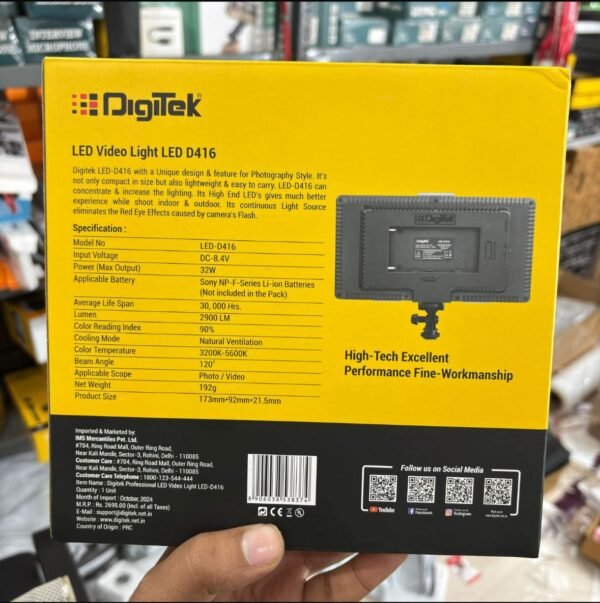 INTERVIEW
MICROPHONE
DIGITEK®
LED Video Light LED D416
Digitek LED-D416 with a Unique design & feature for Photography Style. It's
not only compact in size but also lightweight & easy to carry. LED-D416 can
concentrate & increase the lighting. Its High End LED's gives much better
experience while shoot indoor & outdoor. Its continuous Light Source
eliminates the Red Eye Effects caused by camera's Flash.
Specification :
Model No LED-D416
Input Voltage DC-8.4V
Power (Max Output) 32W
Applicable Battery Sony NP-F-Series Li-ion Batteries
(Not included in the Pack)
Average Life Span 30, 000 Hrs.
Lumen 2900 LM
Color Reading Index 90%
Cooling Mode Natural Ventilation
Color Temperature 3200K-5600K
Beam Angle 120°
Applicable Scope Photo / Video
Net Weight 192g
Product Size 173mm*92mm*21.5mm
DIGITEK
High-Tech Excellent
Performance Fine-Workmanship
Imported & Marketed by:
IMS Mercantiles Pvt. Ltd.
#704, Ring Road Mall, Outer Ring Road,
Near Kali Mandir, Sector-3, Rohini, Delhi - 110085
Customer Care : #704, Ring Road Mall, Outer Ring Road,
Near Kali Mandir, Sector-3, Rohini, Delhi - 110085
Customer Care Telephone : 1800-123-544-444
Item Name : Digitek Professional LED Video Light LED-D416
Quantity : 1 Unit
Month of Import : October, 2024
M.R.P. : Rs. 2695.00 (Incl. of all Taxes)
E-Mail : support@digitek.net.in
Website : www.digitek.net.in
Country of Origin : PRC
8 906038 538374
CE
Follow us on Social Media
YouTube
Facebook
Instagram